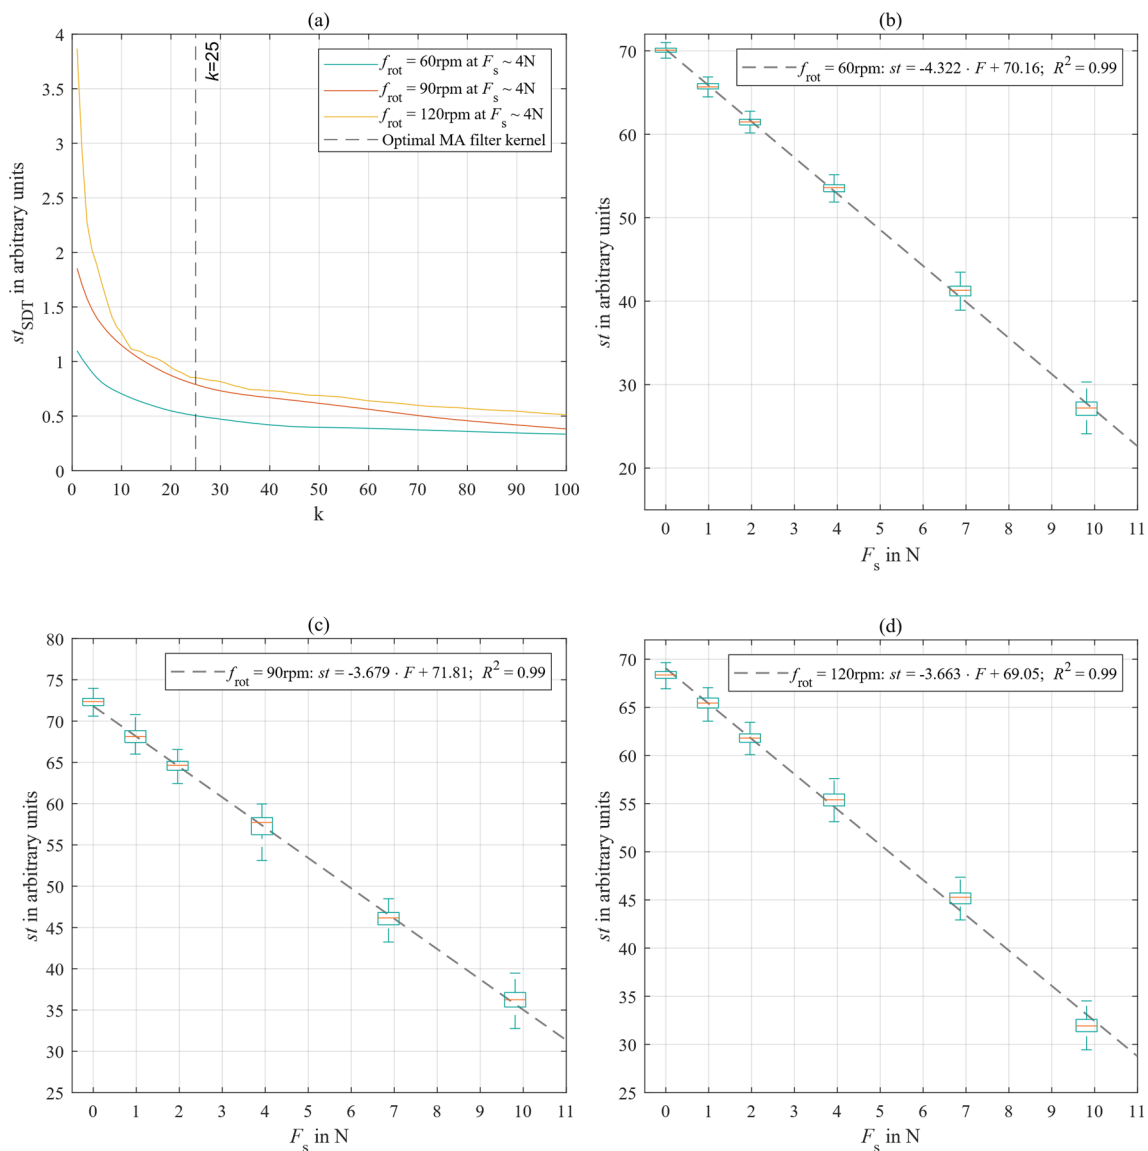 (a)
4
3.5
3
2.5
2
1.5
1
0.5
0
st_SDT in arbitrary units
k=25
f_rot = 60rpm at F_s ~ 4N
f_rot = 90rpm at F_s ~ 4N
f_rot = 120rpm at F_s ~ 4N
Optimal MA filter kernel
0 10 20 30 40 50 60 70 80 90 100
k
(b)
70
60
50
40
30
20
st in arbitrary units
f_rot = 60rpm: st = -4.322 · F + 70.16; R² = 0.99
0 1 2 3 4 5 6 7 8 9 10 11
F_s in N
(c)
80
75
70
65
60
55
50
45
40
35
30
25
st in arbitrary units
f_rot = 90rpm: st = -3.679 · F + 71.81; R² = 0.99
0 1 2 3 4 5 6 7 8 9 10 11
F_s in N
(d)
70
65
60
55
50
45
40
35
30
25
st in arbitrary units
f_rot = 120rpm: st = -3.663 · F + 69.05; R² = 0.99
0 1 2 3 4 5 6 7 8 9 10 11
F_s in N